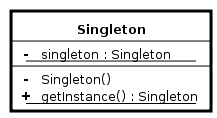 Singleton
- singleton : Singleton
- Singleton()
+ getInstance() : Singleton